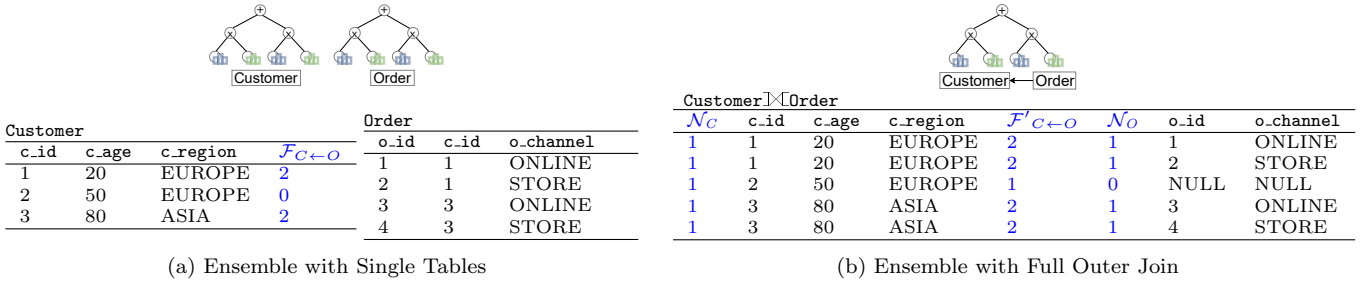 + +
x x x x
Customer Order
Customer
c_id c_age c_region F_{C←O}
1 20 EUROPE 2
2 50 EUROPE 0
3 80 ASIA 2
Order
o_id c_id o_channel
1 1 ONLINE
2 1 STORE
3 3 ONLINE
4 3 STORE
(a) Ensemble with Single Tables
+
x x
Customer Order
Customer⟗Order
N_C c_id c_age c_region F'_{C←O} N_O o_id o_channel
1 1 20 EUROPE 2 1 1 ONLINE
1 1 20 EUROPE 2 1 2 STORE
1 2 50 EUROPE 1 0 NULL NULL
1 3 80 ASIA 2 1 3 ONLINE
1 3 80 ASIA 2 1 4 STORE
(b) Ensemble with Full Outer Join